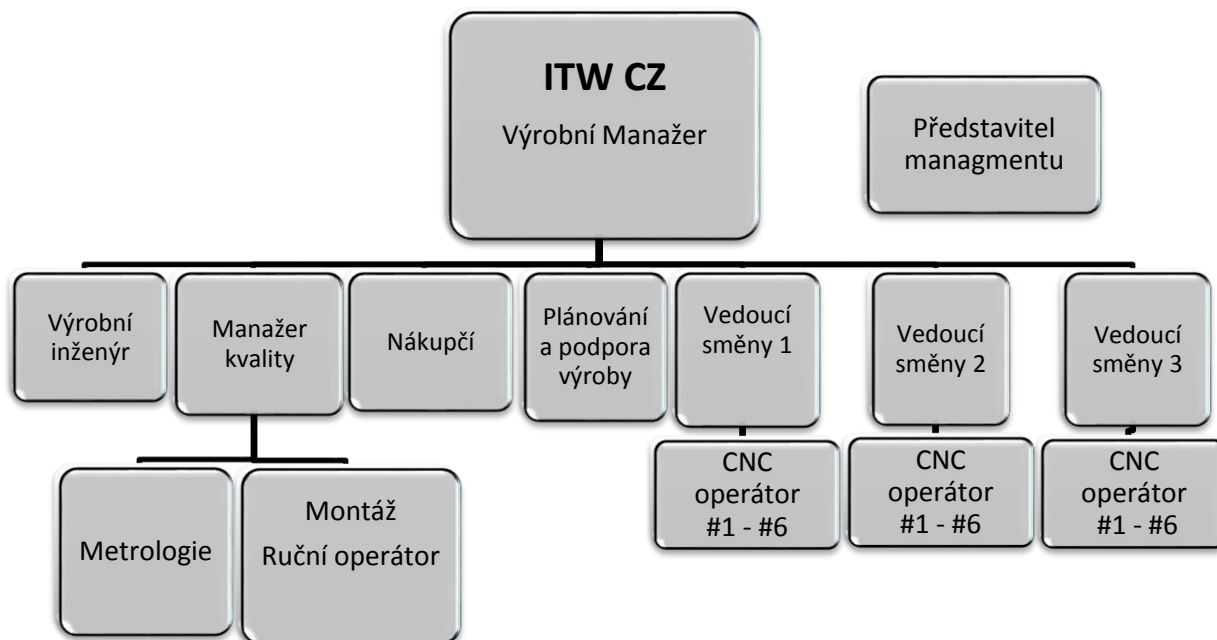 ITW CZ
Výrobní Manažer
Představitel
managmentu
Výrobní
inženýr
Manažer
kvality
Nákupčí
Plánování
a podpora
výroby
Vedoucí
směny 1
Vedoucí
směny 2
Vedoucí
směny 3
CNC
operátor
#1 - #6
CNC
operátor
#1 - #6
CNC
operátor
#1 - #6
Metrologie
Montáž
Ruční operátor